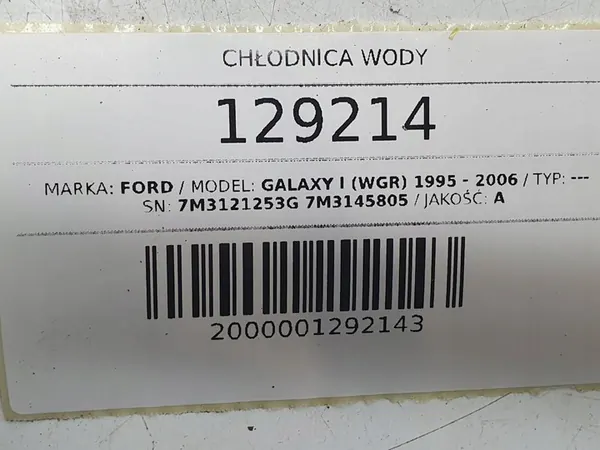 CHŁODNICA WODY
129214
MARKA: FORD / MODEL: GALAXY I (WGR) 1995 - 2006 / TYP: ---
SN: 7M3121253G 7M3145805 / JAKOŚĆ: A
2000001292143